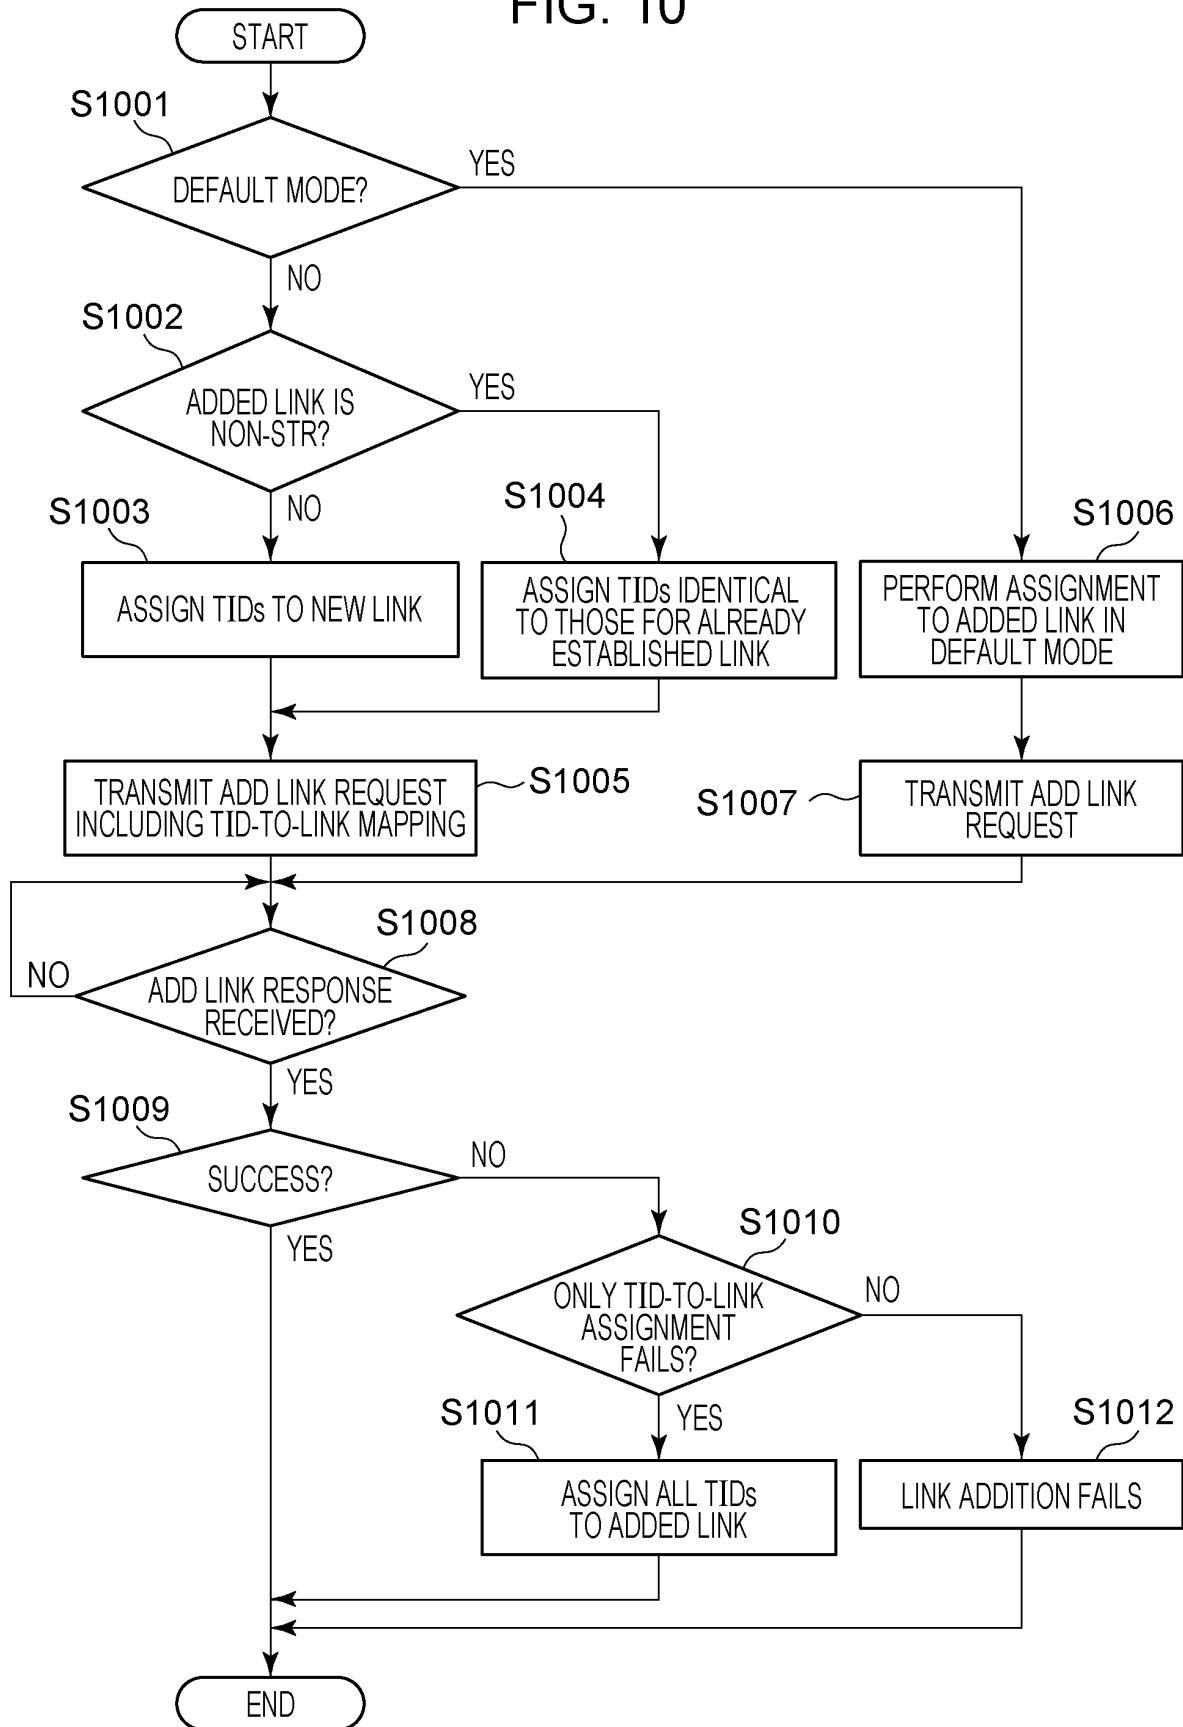 FIG. 10
START
S1001
DEFAULT MODE?
YES
NO
S1002
ADDED LINK IS
NON-STR?
YES
NO
S1003
ASSIGN TIDs TO NEW LINK
S1004
ASSIGN TIDs IDENTICAL
TO THOSE FOR ALREADY
ESTABLISHED LINK
S1006
PERFORM ASSIGNMENT
TO ADDED LINK IN
DEFAULT MODE
TRANSMIT ADD LINK REQUEST
INCLUDING TID-TO-LINK MAPPING
S1005
S1007
TRANSMIT ADD LINK
REQUEST
S1008
NO
ADD LINK RESPONSE
RECEIVED?
YES
S1009
SUCCESS?
NO
YES
S1010
ONLY TID-TO-LINK
ASSIGNMENT
FAILS?
NO
YES
S1011
ASSIGN ALL TIDs
TO ADDED LINK
S1012
LINK ADDITION FAILS
END